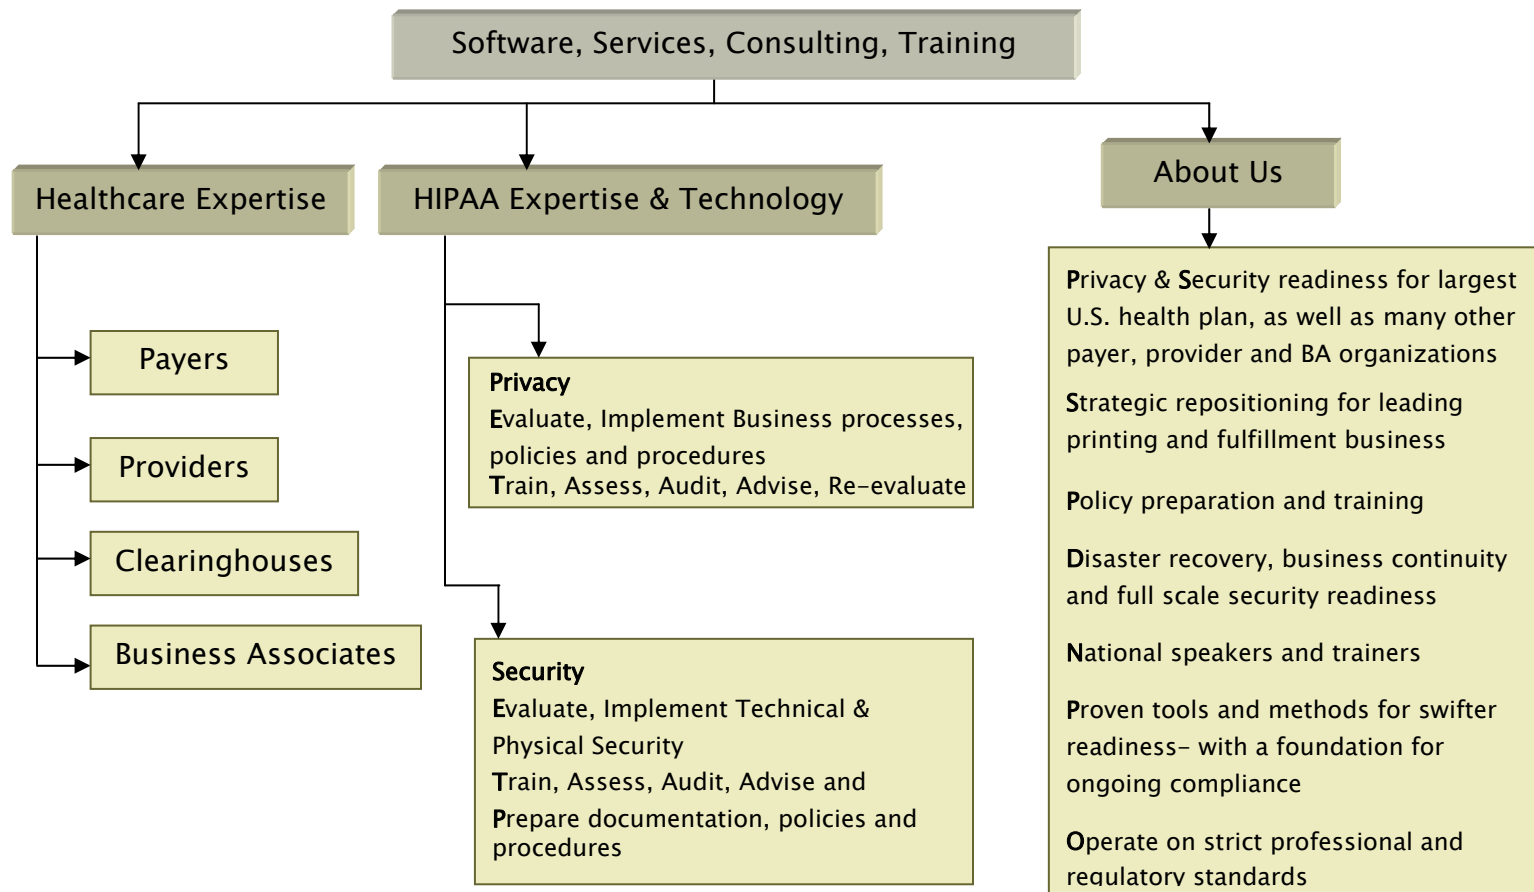 Software, Services, Consulting, Training
Healthcare Expertise
Payers
Providers
Clearinghouses
Business Associates
HIPAA Expertise & Technology
Privacy
Evaluate, Implement Business processes,
policies and procedures
Train, Assess, Audit, Advise, Re-evaluate
Security
Evaluate, Implement Technical &
Physical Security
Train, Assess, Audit, Advise and
Prepare documentation, policies and
procedures
About Us
Privacy & Security readiness for largest
U.S. health plan, as well as many other
payer, provider and BA organizations
Strategic repositioning for leading
printing and fulfillment business
Policy preparation and training
Disaster recovery, business continuity
and full scale security readiness
National speakers and trainers
Proven tools and methods for swifter
readiness- with a foundation for
ongoing compliance
Operate on strict professional and
regulatory standards